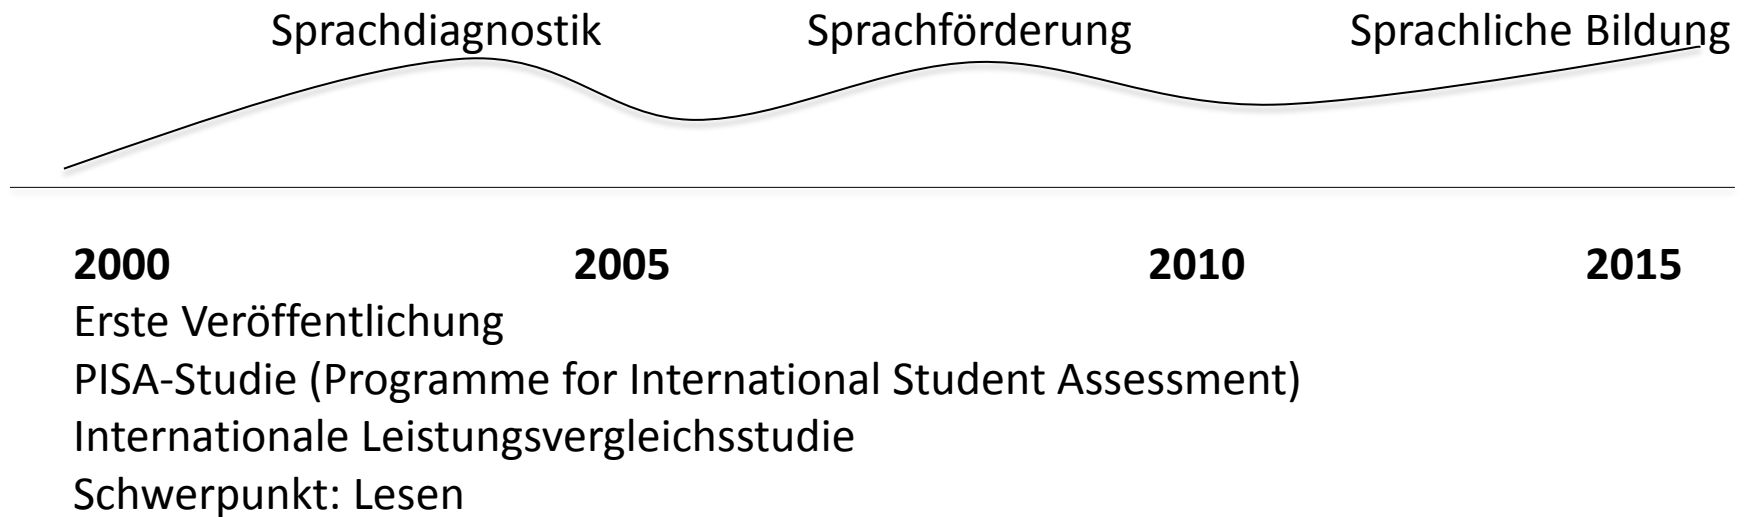 Sprachdiagnostik Sprachförderung Sprachliche Bildung
2000 2005 2010 2015
Erste Veröffentlichung
PISA-Studie (Programme for International Student Assessment)
Internationale Leistungsvergleichsstudie
Schwerpunkt: Lesen